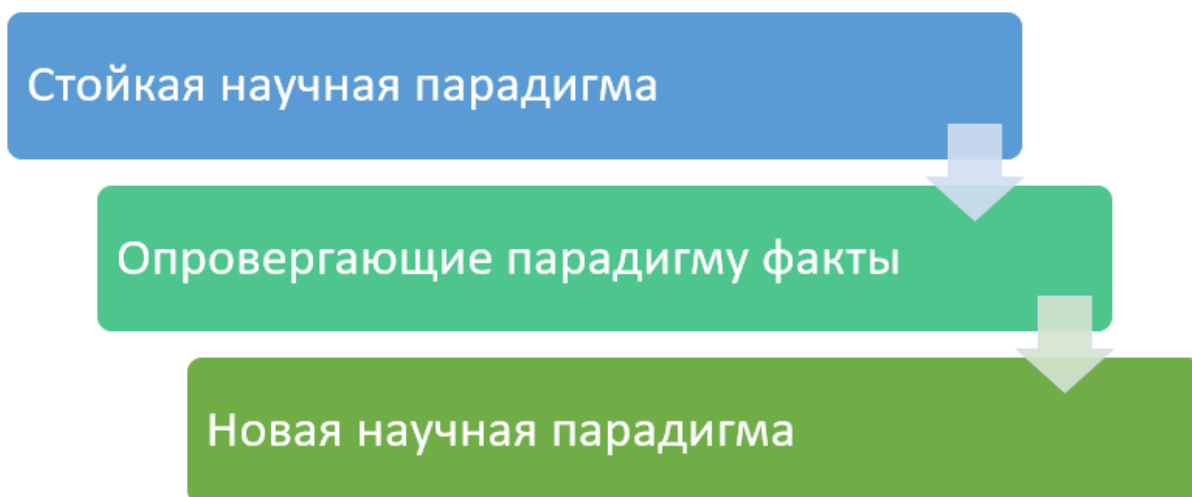 Стойкая научная парадигма
Опровергающие парадигму факты
Новая научная парадигма